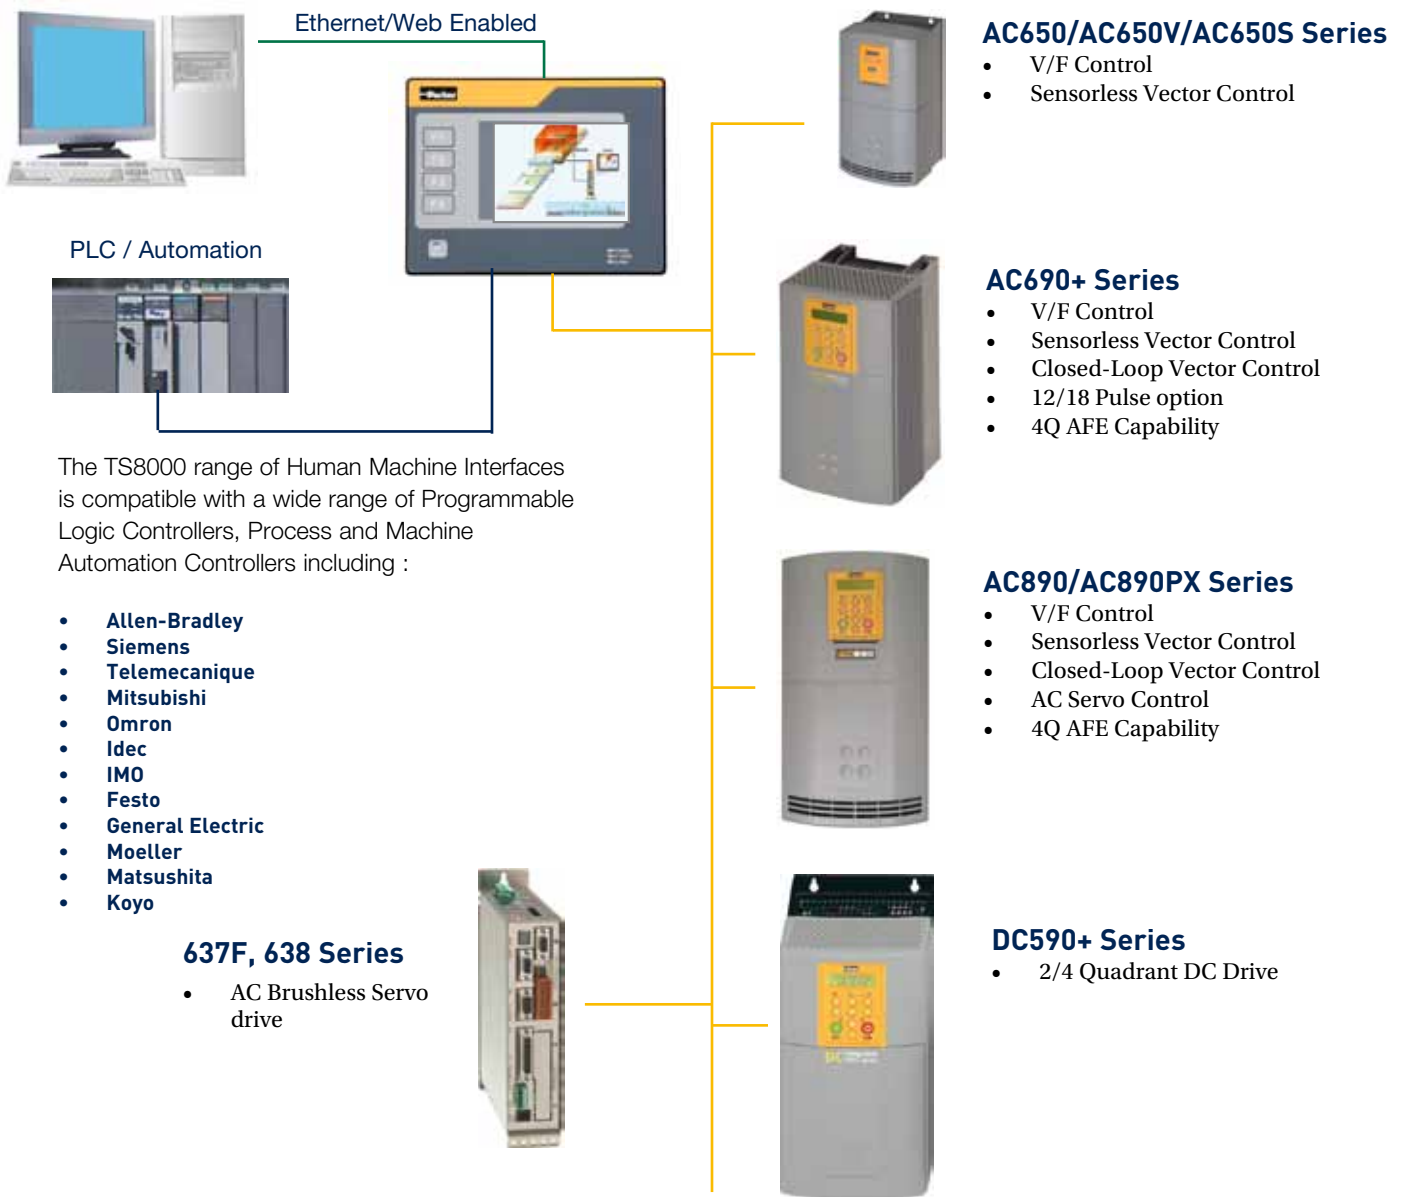 Ethernet/Web Enabled
Parker
PLC / Automation
The TS8000 range of Human Machine Interfaces
is compatible with a wide range of Programmable
Logic Controllers, Process and Machine
Automation Controllers including :
• Allen-Bradley
• Siemens
• Telemecanique
• Mitsubishi
• Omron
• Idec
• IMO
• Festo
• General Electric
• Moeller
• Matsushita
• Koyo
637F, 638 Series
• AC Brushless Servo
drive
AC650/AC650V/AC650S Series
• V/F Control
• Sensorless Vector Control
AC690+ Series
• V/F Control
• Sensorless Vector Control
• Closed-Loop Vector Control
• 12/18 Pulse option
• 4Q AFE Capability
AC890/AC890PX Series
• V/F Control
• Sensorless Vector Control
• Closed-Loop Vector Control
• AC Servo Control
• 4Q AFE Capability
DC590+ Series
• 2/4 Quadrant DC Drive
DC